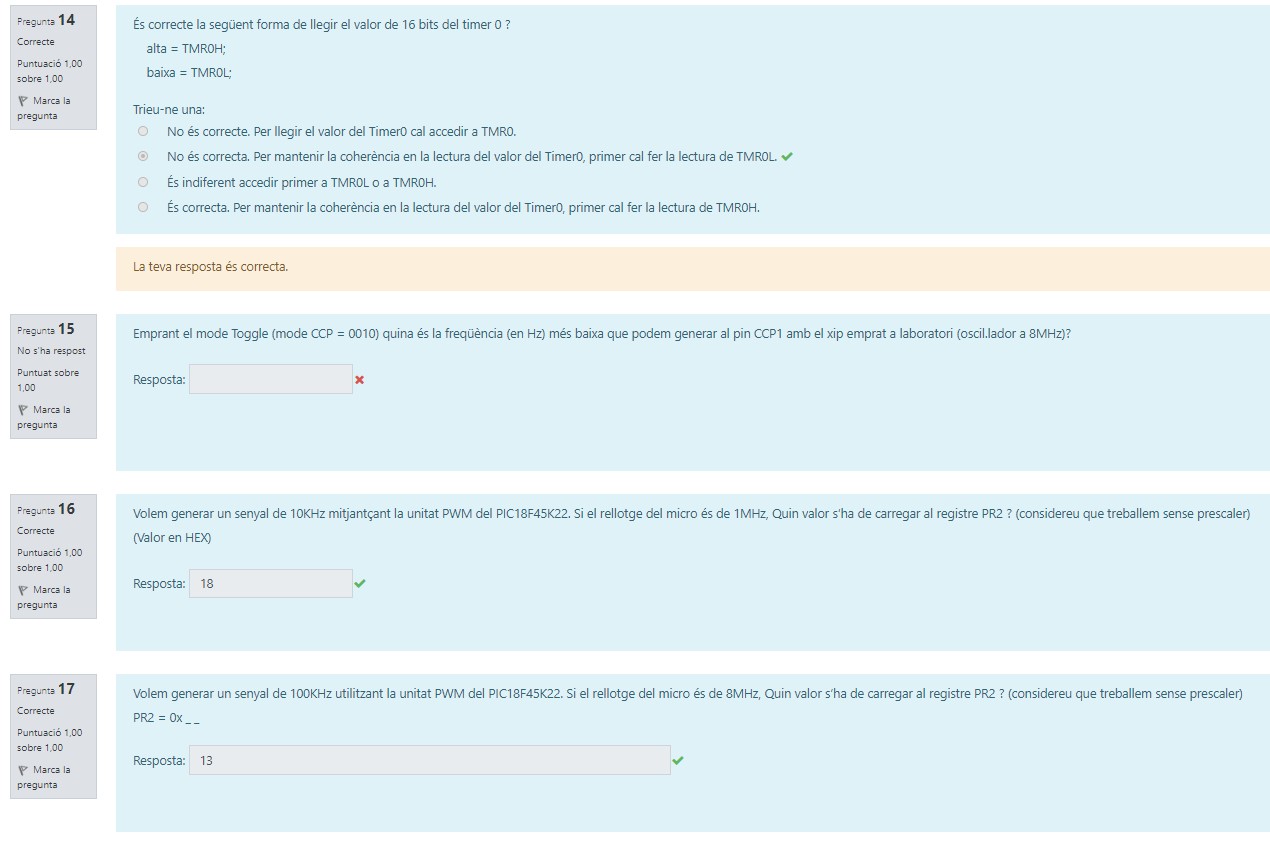 Pregunta 14
Correcte
Puntuació 1,00
sobre 1,00
Marca la
pregunta
És correcte la següent forma de llegir el valor de 16 bits del timer 0 ?
alta = TMR0H;
baixa = TMR0L;
Trieu-ne una:
No és correcte. Per llegir el valor del Timer0 cal accedir a TMR0.
No és correcta. Per mantenir la coherència en la lectura del valor del Timer0, primer cal fer la lectura de TMR0L.
És indiferent accedir primer a TMR0L o a TMR0H.
És correcta. Per mantenir la coherència en la lectura del valor del Timer0, primer cal fer la lectura de TMR0H.
La teva resposta és correcta.
Pregunta 15
No s'ha respost
Puntuat sobre
1,00
Marca la
pregunta
Emprant el mode Toggle (mode CCP = 0010) quina és la freqüència (en Hz) més baixa que podem generar al pin CCP1 amb el xip emprat a laboratori (oscil.lador a 8MHz)?
Resposta:
Pregunta 16
Correcte
Puntuació 1,00
sobre 1,00
Marca la
pregunta
Volem generar un senyal de 10KHz mitjantçant la unitat PWM del PIC18F45K22. Si el rellotge del micro és de 1MHz, Quin valor s'ha de carregar al registre PR2 ? (considereu que treballem sense prescaler)
(Valor en HEX)
Resposta: 18
Pregunta 17
Correcte
Puntuació 1,00
sobre 1,00
Marca la
pregunta
Volem generar un senyal de 100KHz utilitzant la unitat PWM del PIC18F45K22. Si el rellotge del micro és de 8MHz, Quin valor s'ha de carregar al registre PR2 ? (considereu que treballem sense prescaler)
PR2 = 0x _ _
Resposta: 13